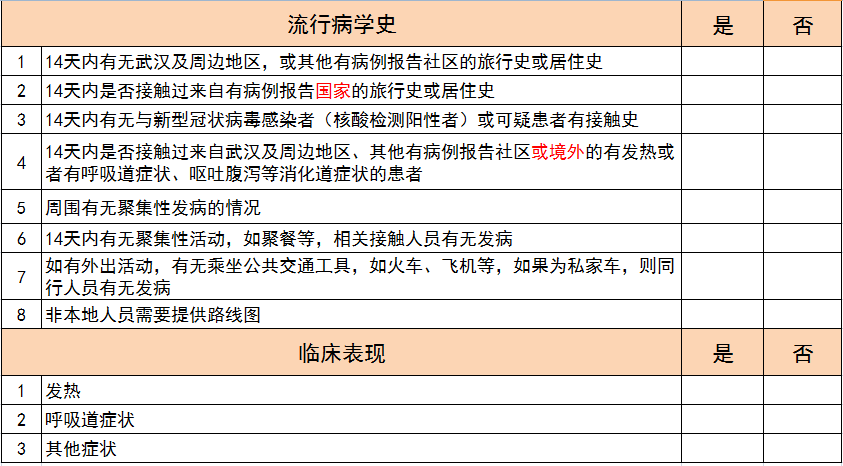 流行病学史 是 否
1 14天内有无武汉及周边地区，或其他有病例报告社区的旅行史或居住史
2 14天内是否接触过来自有病例报告国家的旅行史或居住史
3 14天内有无与新型冠状病毒感染者（核酸检测阳性者）或可疑患者有接触史
4 14天内是否接触过来自武汉及周边地区、其他有病例报告社区或境外的有发热或
者有呼吸道症状、呕吐腹泻等消化道症状的患者
5 周围有无聚集性发病的情况
6 14天内有无聚集性活动，如聚餐等，相关接触人员有无发病
7 如有外出活动，有无乘坐公共交通工具，如火车、飞机等，如果为私家车，则同
行人员有无发病
8 非本地人员需要提供路线图
临床表现 是 否
1 发热
2 呼吸道症状
3 其他症状